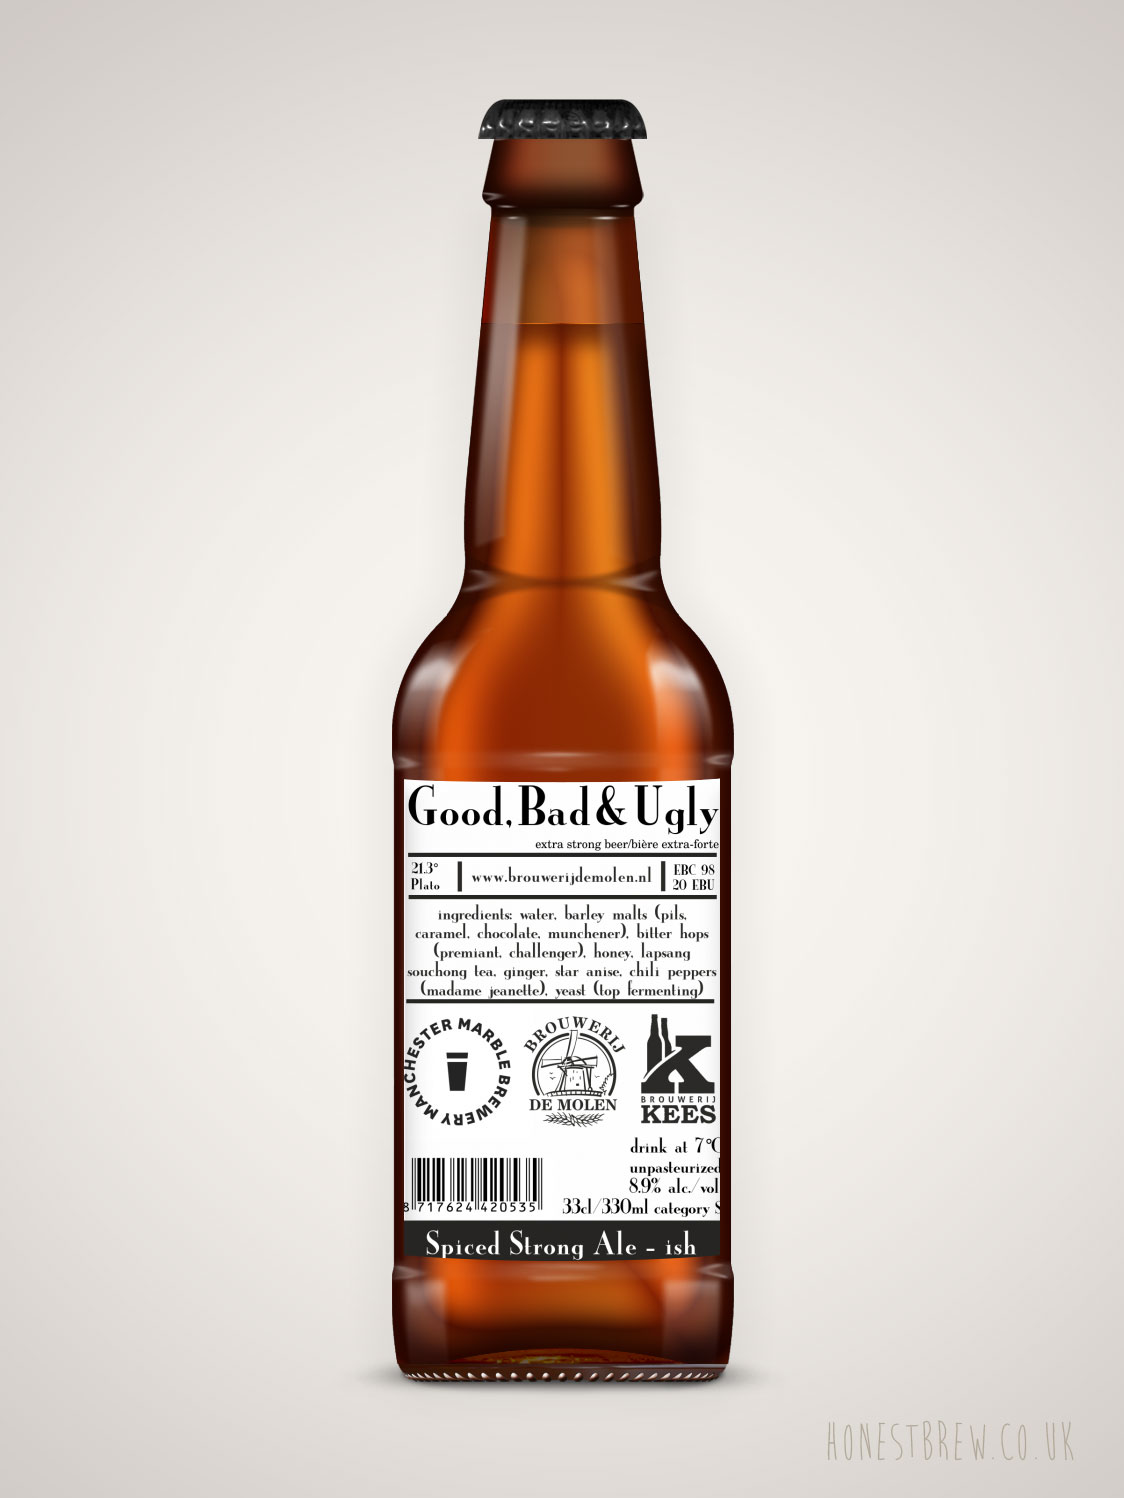 Good, Bad & Ugly
extra strong beer/bière extra-forte
21.3°
Plato
www.brouwerijdemolen.nl
EBC 98
20 EBU
ingredients: water, barley malts (pils,
caramel, chocolate, munchener), bitter hops
(premiant, challenger), honey, lapsang
souchong tea, ginger, star anise, chili peppers
(madame jeanette), yeast (top fermenting)
MANCHESTER MARBLE BREWERY
BROUWERIJ
DE MOLEN
k
BROUWERIJ
KEES
drink at 7°C
unpasteurized
8.9% alc./vol
33cl/330ml category S
8 717624 420535
Spiced Strong Ale - ish
HONESTBREW.CO.UK